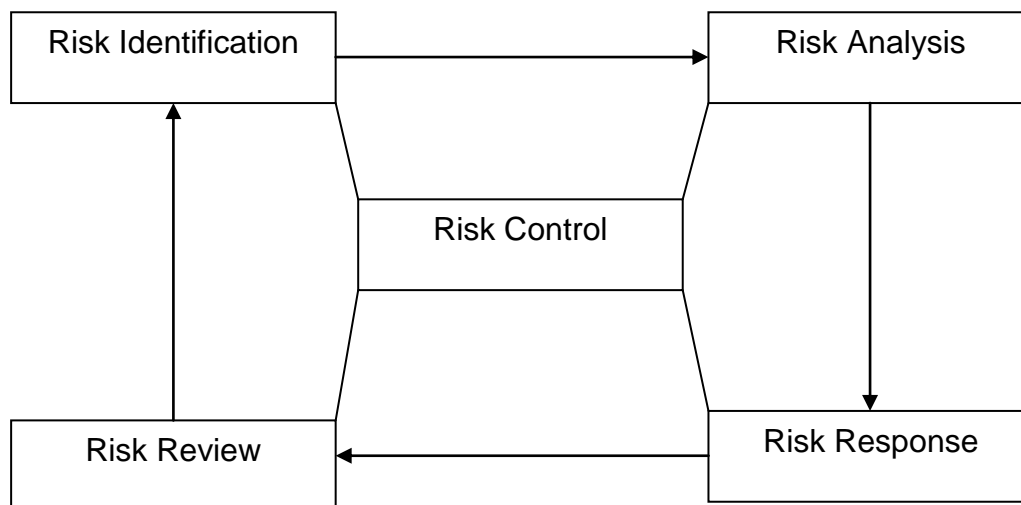 Risk Identification
Risk Analysis
Risk Control
Risk Review
Risk Response